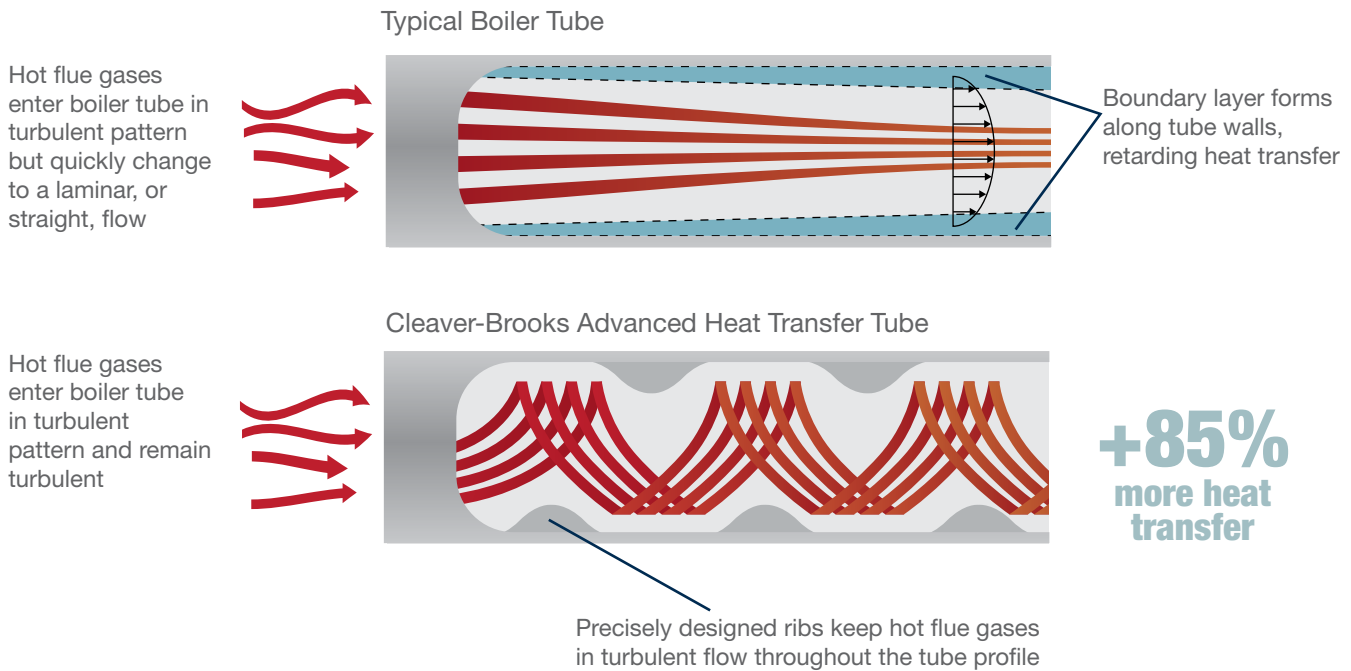 Typical Boiler Tube
Hot flue gases
enter boiler tube in
turbulent pattern
but quickly change
to a laminar, or
straight, flow
Boundary layer forms
along tube walls,
retarding heat transfer
Cleaver-Brooks Advanced Heat Transfer Tube
Hot flue gases
enter boiler tube
in turbulent
pattern and remain
turbulent
+85%
more heat
transfer
Precisely designed ribs keep hot flue gases
in turbulent flow throughout the tube profile